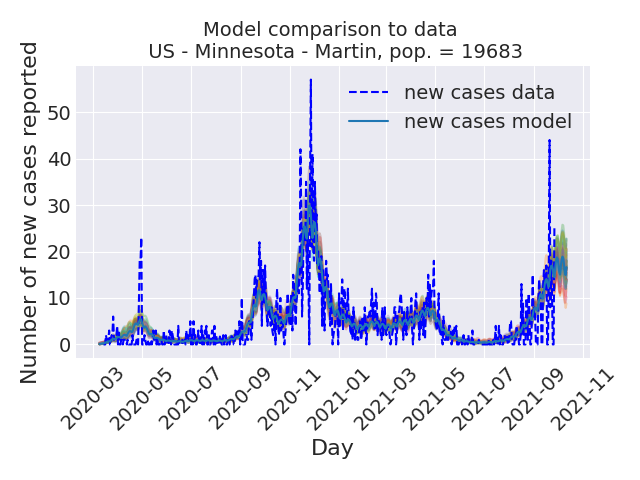 Model comparison to data
US - Minnesota - Martin, pop. = 19683
Number of new cases reported
50
40
30
20
10
0
new cases data
new cases model
2020-03
2020-05
2020-07
2020-09
2020-11
2021-01
2021-03
2021-05
2021-07
2021-09
2021-11
Day